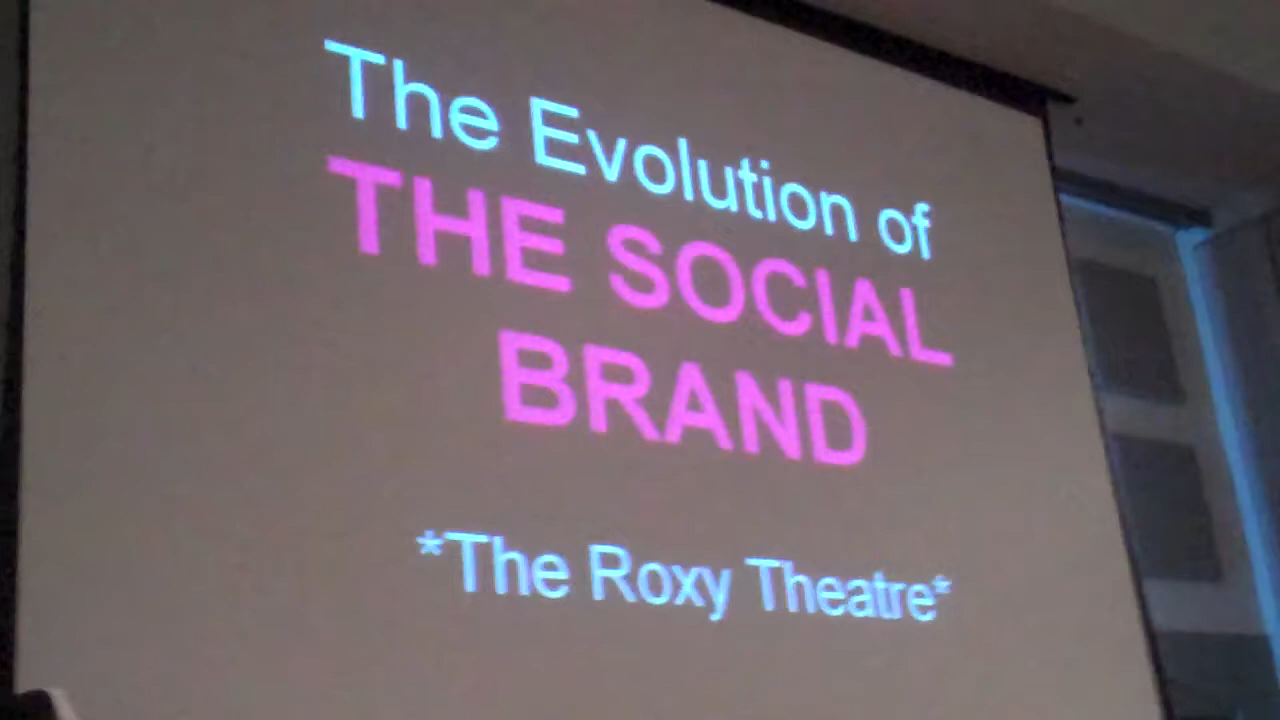 The Evolution of
THE SOCIAL
BRAND
*The Roxy Theatre*